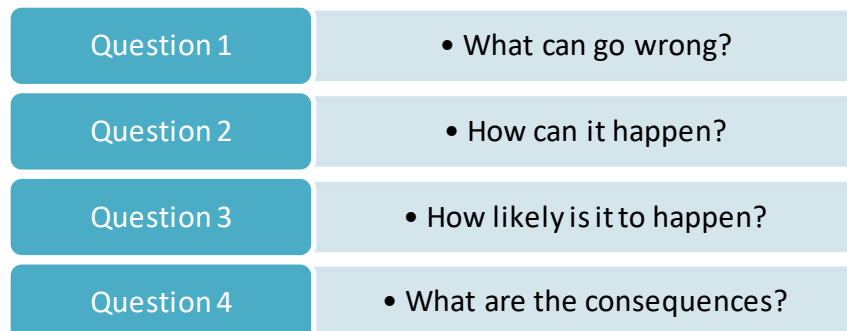 Question 1
• What can go wrong?
Question 2
• How can it happen?
Question 3
• How likely is it to happen?
Question 4
• What are the consequences?